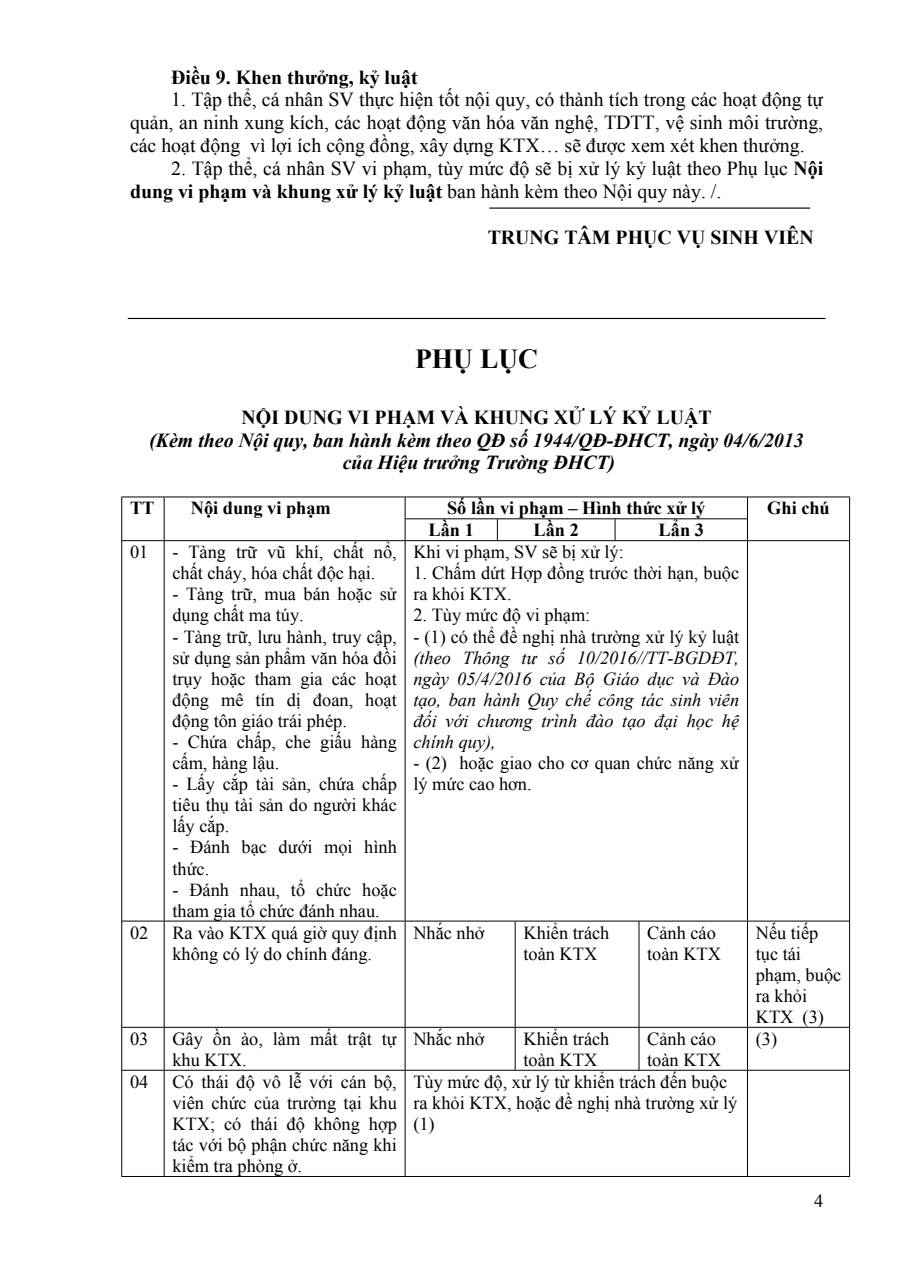 Điều 9. Khen thưởng, kỷ luật
1. Tập thể, cá nhân SV thực hiện tốt nội quy, có thành tích trong các hoạt động tự
quản, an ninh xung kích, các hoạt động văn hóa văn nghệ, TDTT, vệ sinh môi trường,
các hoạt động vì lợi ích cộng đồng, xây dựng KTX… sẽ được xem xét khen thưởng.
2. Tập thể, cá nhân SV vi phạm, tùy mức độ sẽ bị xử lý kỷ luật theo Phụ lục Nội
dung vi phạm và khung xử lý kỷ luật ban hành kèm theo Nội quy này. /.
TRUNG TÂM PHỤC VỤ SINH VIÊN
PHỤ LỤC
NỘI DUNG VI PHẠM VÀ KHUNG XỬ LÝ KỶ LUẬT
(Kèm theo Nội quy, ban hành kèm theo QĐ số 1944/QĐ-ĐHCT, ngày 04/6/2013
của Hiệu trưởng Trường ĐHCT)
TT Nội dung vi phạm Số lần vi phạm – Hình thức xử lý Ghi chú
Lần 1 Lần 2 Lần 3
01
- Tàng trữ vũ khí, chất nổ,
chất cháy, hóa chất độc hại.
- Tàng trữ, mua bán hoặc sử
dụng chất ma túy.
- Tàng trữ, lưu hành, truy cập,
sử dụng sản phẩm văn hóa đồi
trụy hoặc tham gia các hoạt
động mê tín dị đoan, hoạt
động tôn giáo trái phép.
- Chứa chấp, che giấu hàng
cấm, hàng lậu.
- Lấy cắp tài sản, chứa chấp
tiêu thụ tài sản do người khác
lấy cắp.
- Đánh bạc dưới mọi hình
thức.
- Đánh nhau, tổ chức hoặc
tham gia tổ chức đánh nhau.
Khi vi phạm, SV sẽ bị xử lý:
1. Chấm dứt Hợp đồng trước thời hạn, buộc
ra khỏi KTX.
2. Tùy mức độ vi phạm:
- (1) có thể đề nghị nhà trường xử lý kỷ luật
(theo Thông tư số 10/2016//TT-BGDĐT,
ngày 05/4/2016 của Bộ Giáo dục và Đào
tạo, ban hành Quy chế công tác sinh viên
đối với chương trình đào tạo đại học hệ
chính quy),
- (2) hoặc giao cho cơ quan chức năng xử
lý mức cao hơn.
02
Ra vào KTX quá giờ quy định
không có lý do chính đáng.
Nhắc nhở
Khiển trách
toàn KTX
Cảnh cáo
toàn KTX
Nếu tiếp
tục tái
phạm, buộc
ra khỏi
KTX (3)
03
Gây ồn ào, làm mất trật tự
khu KTX.
Nhắc nhở
Khiển trách
toàn KTX
Cảnh cáo
toàn KTX
(3)
04
Có thái độ vô lễ với cán bộ,
viên chức của trường tại khu
KTX; có thái độ không hợp
tác với bộ phận chức năng khi
kiểm tra phòng ở.
Tùy mức độ, xử lý từ khiển trách đến buộc
ra khỏi KTX, hoặc đề nghị nhà trường xử lý
(1)
4